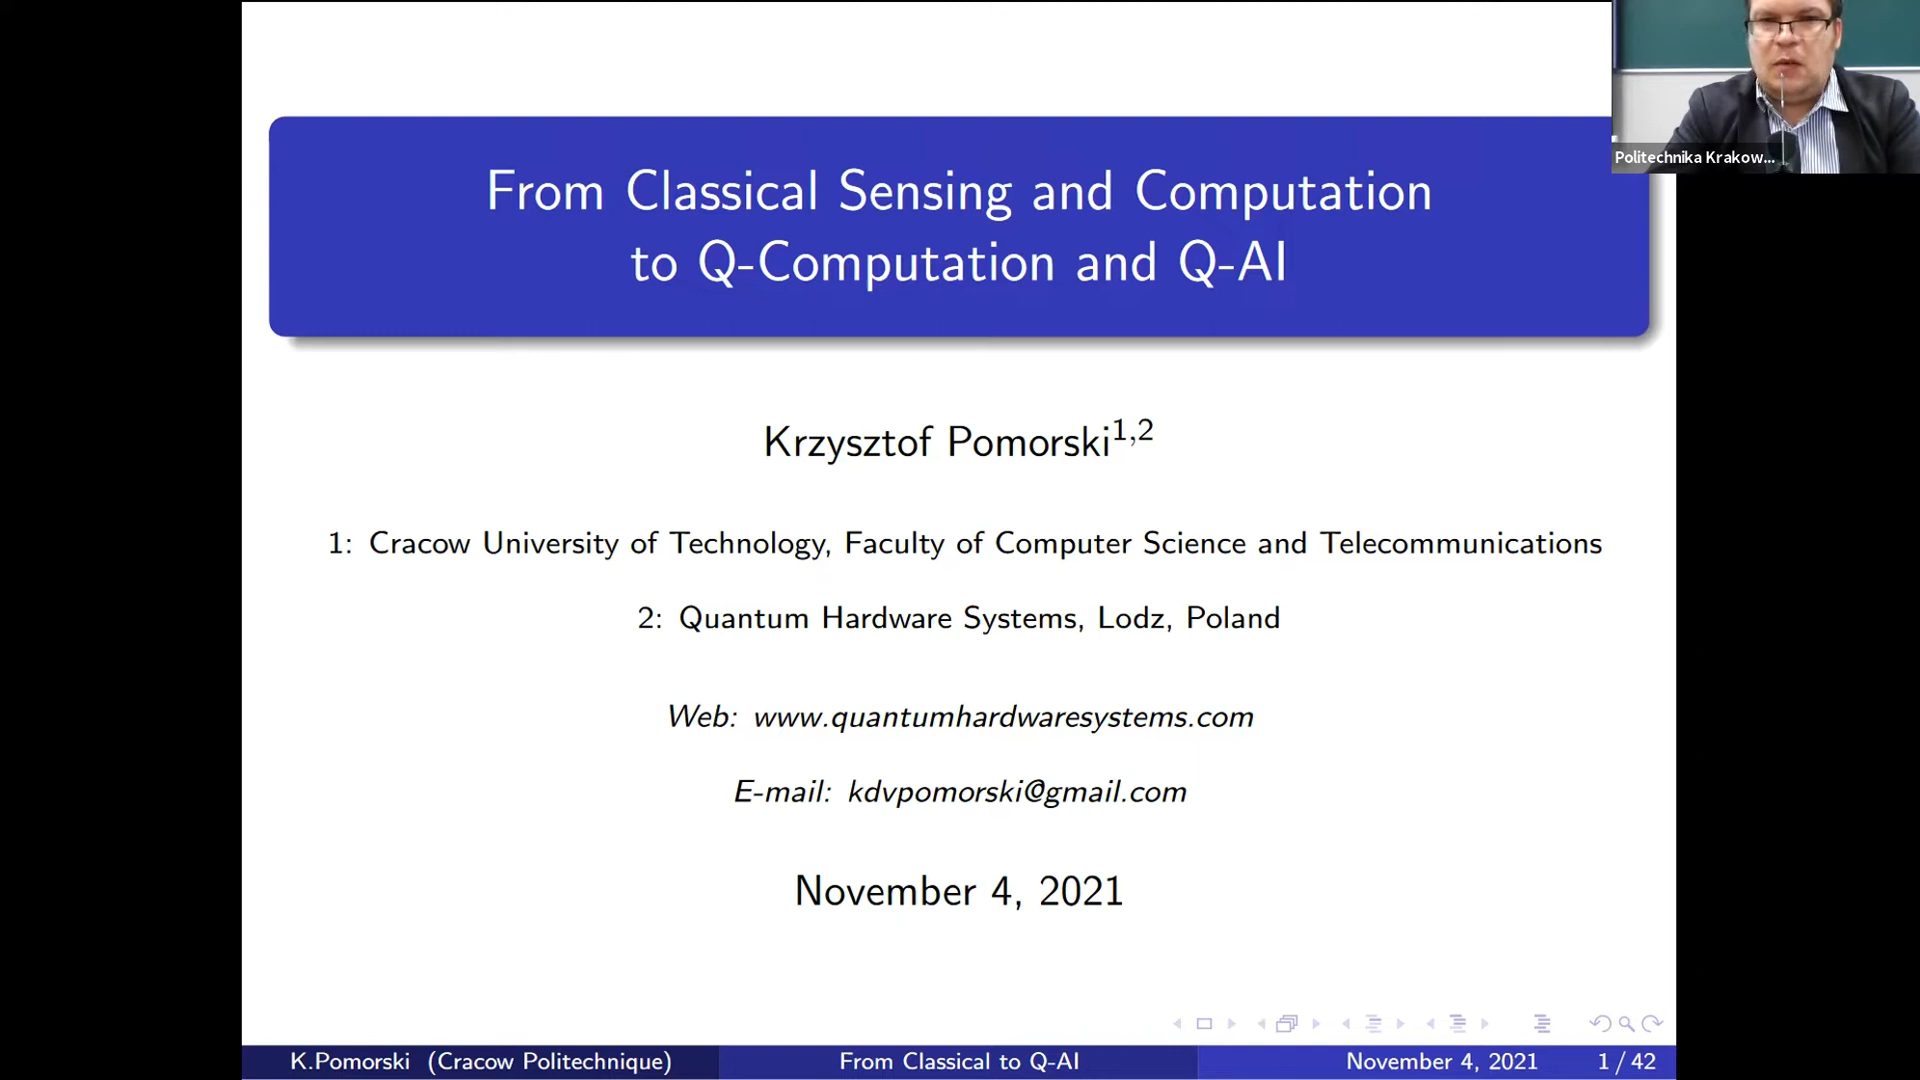 From Classical Sensing and Computation
to Q-Computation and Q-AI
Politechnika Krakow...
Krzysztof Pomorski1,2
1: Cracow University of Technology, Faculty of Computer Science and Telecommunications
2: Quantum Hardware Systems, Lodz, Poland
Web: www.quantumhardwaresystems.com
E-mail: kdvpomorski@gmail.com
November 4, 2021
K.Pomorski (Cracow Politechnique) From Classical to Q-AI November 4, 2021 1 / 42